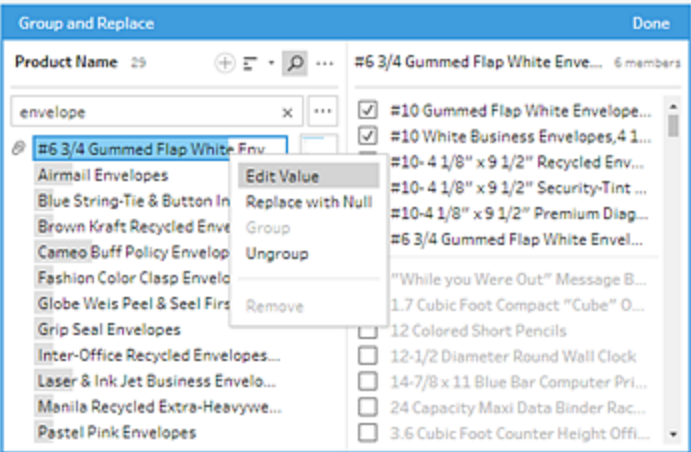 Group and Replace
Done
Product Name 29
#6 3/4 Gummed Flap White Enve... 6 members
envelope
#6 3/4 Gummed Flap White Env
Airmail Envelopes
Blue String-Tie & Button In
Brown Kraft Recycled Enve
Cameo Buff Policy Envelop
Fashion Color Clasp Envelo
Globe Weis Peel & Seel Firs
Grip Seal Envelopes
Inter-Office Recycled Envelopes...
Laser & Ink Jet Business Envelo...
Manila Recycled Extra-Heavywe...
Pastel Pink Envelopes
Edit Value
Replace with Null
Group
Ungroup
Remove
#10 Gummed Flap White Envelope...
#10 White Business Envelopes,4 1...
#10- 4 1/8" x 9 1/2" Recycled Env...
#10- 4 1/8" x 9 1/2" Security-Tint ...
#10-4 1/8" x 9 1/2" Premium Diag...
#6 3/4 Gummed Flap White Envel...
"While you Were Out" Message B...
1.7 Cubic Foot Compact "Cube" O...
12 Colored Short Pencils
12-1/2 Diameter Round Wall Clock
14-7/8 x 11 Blue Bar Computer Pri...
24 Capacity Maxi Data Binder Rac...
3.6 Cubic Foot Counter Height Offi...